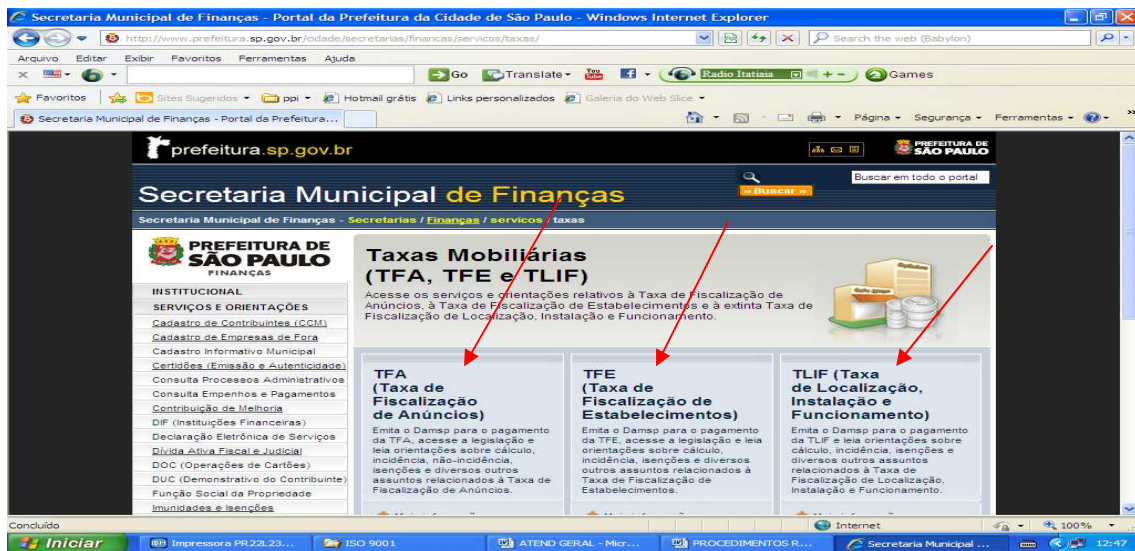 Secretaria Municipal de Finanças - Portal da Prefeitura da Cidade de São Paulo - Windows Internet Explorer
http://www.prefeitura.sp.gov.br/cidade/secretarias/financas/servicos/taxas/
Search the web (Babylon)
Arquivo Editar Exibir Favoritos Ferramentas Ajuda
Go Translate You Tube Radio Itatiaia Games
Favoritos Sites Sugeridos ppi Hotmail grátis Links personalizados Galeria do Web Slice
Secretaria Municipal de Finanças - Portal da Prefeitura...
Página Segurança Ferramentas
prefeitura.sp.gov.br
PREFEITURA DE
SÃO PAULO
Buscar em todo o portal
» Buscar »
Secretaria Municipal de Finanças
Secretaria Municipal de Finanças - Secretarias / Finanças / servicos / taxas
PREFEITURA DE
SÃO PAULO
FINANÇAS
INSTITUCIONAL
SERVIÇOS E ORIENTAÇÕES
Cadastro de Contribuintes (CCM)
Cadastro de Empresas de Fora
Cadastro Informativo Municipal
Certidões (Emissão e Autenticidade)
Consulta Processos Administrativos
Consulta Empenhos e Pagamentos
Contribuição de Melhoria
DIF (Instituições Financeiras)
Declaração Eletrônica de Serviços
Dívida Ativa Fiscal e Judicial
DOC (Operações de Cartões)
DUC (Demonstrativo do Contribuinte)
Função Social da Propriedade
Imunidades e Isenções
Taxas Mobiliárias
(TFA, TFE e TLIF)
Acesse os serviços e orientações relativos à Taxa de Fiscalização de
Anúncios, à Taxa de Fiscalização de Estabelecimentos e à extinta Taxa de
Fiscalização de Localização, Instalação e Funcionamento.
TFA
(Taxa de
Fiscalização
de Anúncios)
Emita o Damsp para o pagamento
da TFA, acesse a legislação e
leia orientações sobre cálculo,
incidência, não-incidência,
isenções e diversos outros
assuntos relacionados à Taxa de
Fiscalização de Anúncios.
TFE
(Taxa de
Fiscalização de
Estabelecimentos)
Emita o Damsp para o pagamento
da TFE, acesse a legislação e leia
orientações sobre cálculo,
incidência, isenções e diversos
outros assuntos relacionados à
Taxa de Fiscalização de
Estabelecimentos.
TLIF (Taxa
de Localização,
Instalação e
Funcionamento)
Emita o Damsp para o pagamento
da TLIF e leia orientações sobre
cálculo, incidência, isenções e
diversos assuntos
relacionados à Taxa de
Fiscalização de Localização,
Instalação e Funcionamento.
Concluído
Internet
100%
Iniciar
Impressora PR22L23...
ISO 9001
ATEND GERAL - Micr...
PROCEDIMENTOS R...
Secretaria Municipal ...
12:47